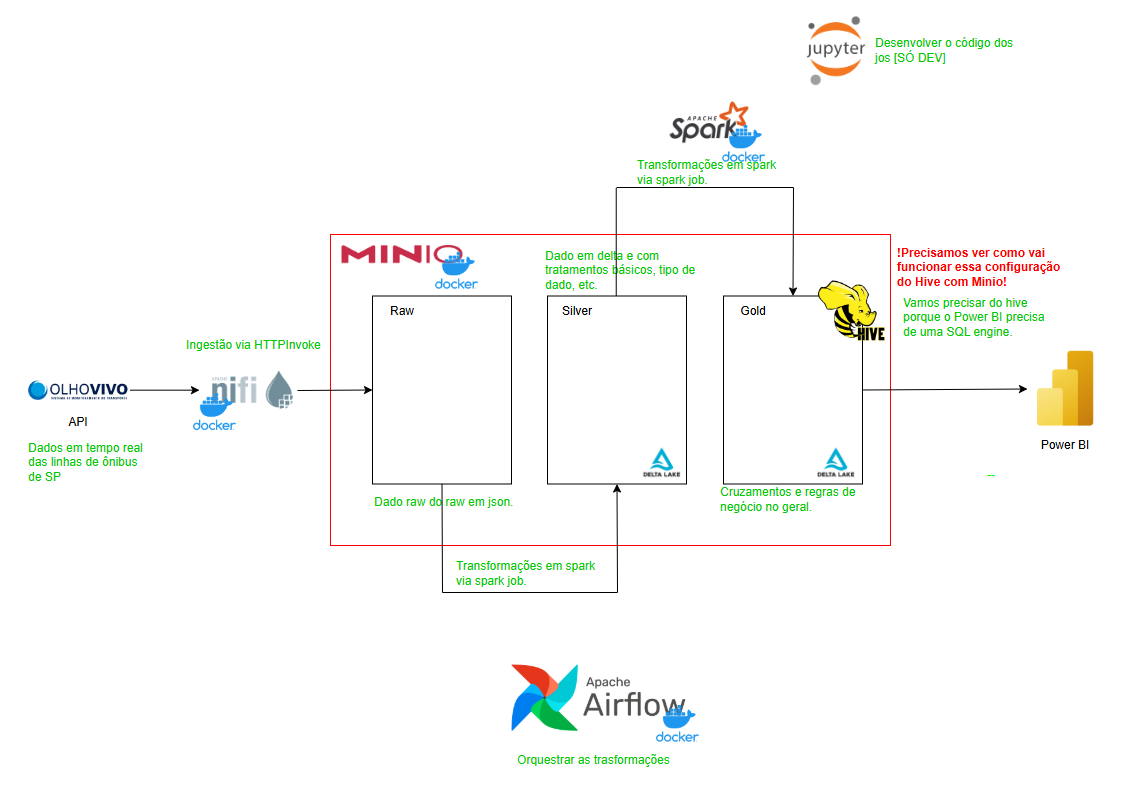 jupyter
Desenvolver o código dos
jos [SÓ DEV]
APACHE
Spark
docker
Transformações em spark
via spark job.
MINIO
docker
Dado em delta e com
tratamentos básicos, tipo de
dado, etc.
!Precisamos ver como vai
funcionar essa configuração
do Hive com Minio!
Vamos precisar do hive
porque o Power BI precisa
de uma SQL engine.
Raw
Silver
Gold
HIVE
Ingestão via HTTPInvoke
OLHOVIVO
nifi
docker
API
Dados em tempo real
das linhas de ônibus
de SP
Power BI
DELTA LAKE
DELTA LAKE
--
Dado raw do raw em json.
Cruzamentos e regras de
negócio no geral.
Transformações em spark
via spark job.
Apache
Airflow
docker
Orquestrar as trasformações